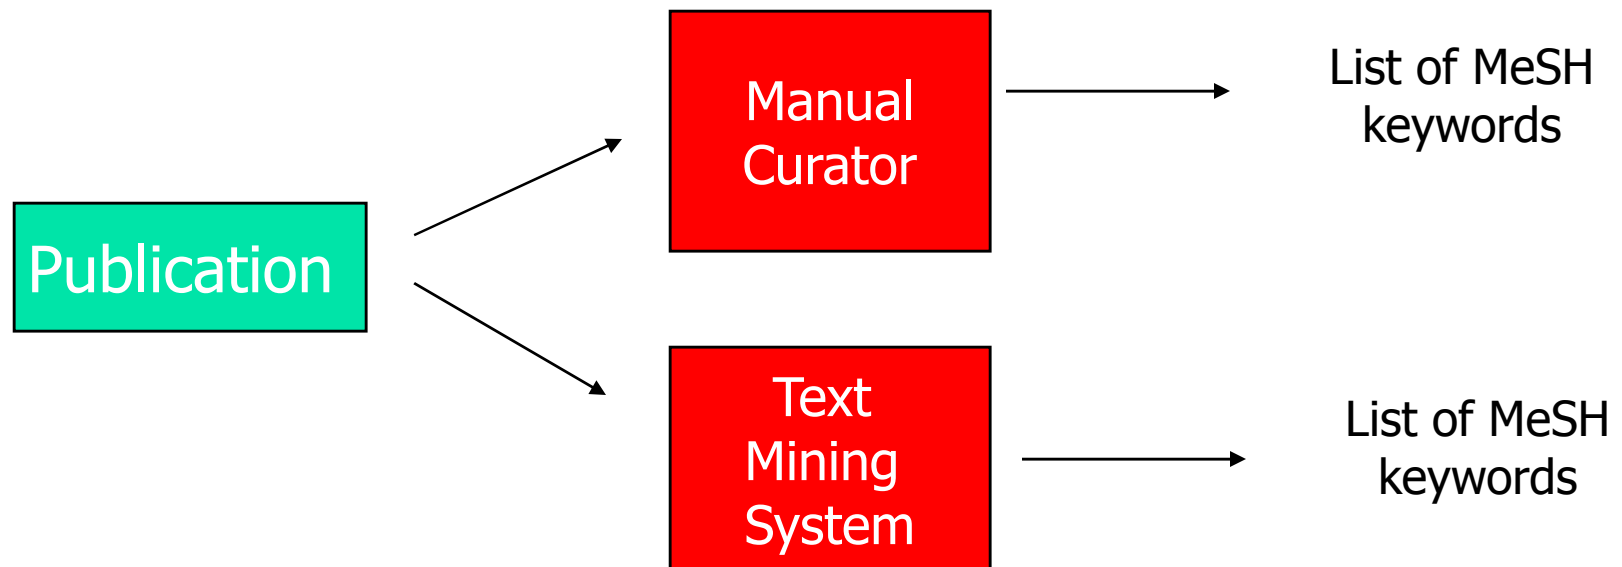 Publication
Manual
Curator
List of MeSH
keywords
Text
Mining
System
List of MeSH
keywords